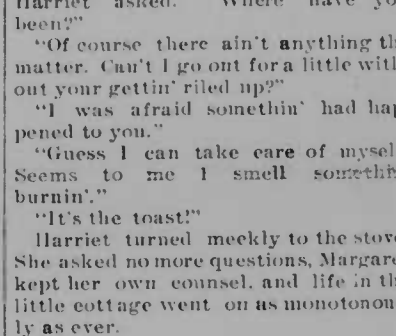 Harriet asked. "Where have you
been?"
"Of course there ain't anything th
matter. Can't I go out for a little with
out your gettin' riled up?"
"I was afraid somethin' had hap
pened to you."
"Guess I can take care of mysel
Seems to me I smell somethin
burnin'."
"It's the toast!"
Harriet turned meekly to the stov
She asked no more questions, Margare
kept her own counsel, and life in th
little cottage went on as monotonou
ly as ever.